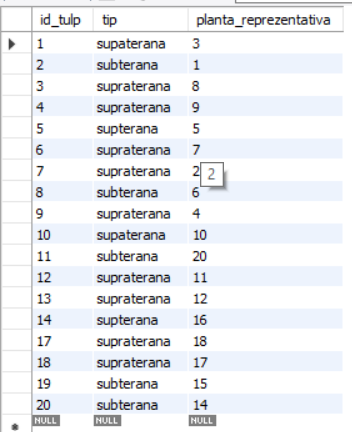 id_tulp tip planta_reprezentativa
1 supaterana 3
2 subterana 1
3 supraterana 8
4 supraterana 9
5 supterana 5
6 supraterana 7
7 supraterana 2 2
8 subterana 6
9 supraterana 4
10 supaterana 10
11 subterana 20
12 supraterana 11
13 supraterana 12
14 supterana 16
17 supraterana 18
18 supraterana 17
19 subterana 15
20 subterana 14
NULL NULL NULL